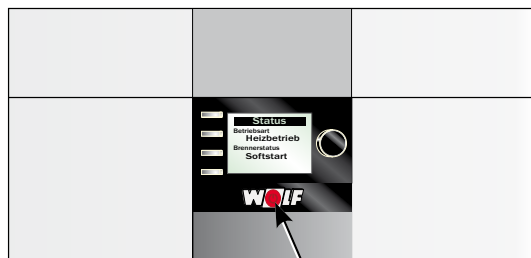 Status
Betriebsart
Heizbetrieb
Brennerstatus
Softstart
WOLF